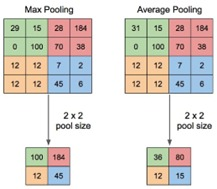 Max Pooling Average Pooling
29 15 28 184 31 15 28 184
0 100 70 38 0 100 70 38
12 12 7 2 12 12 7 2
12 12 45 6 12 12 45 6
2 x 2 2 x 2
pool size pool size
100 184 36 80
12 45 12 15